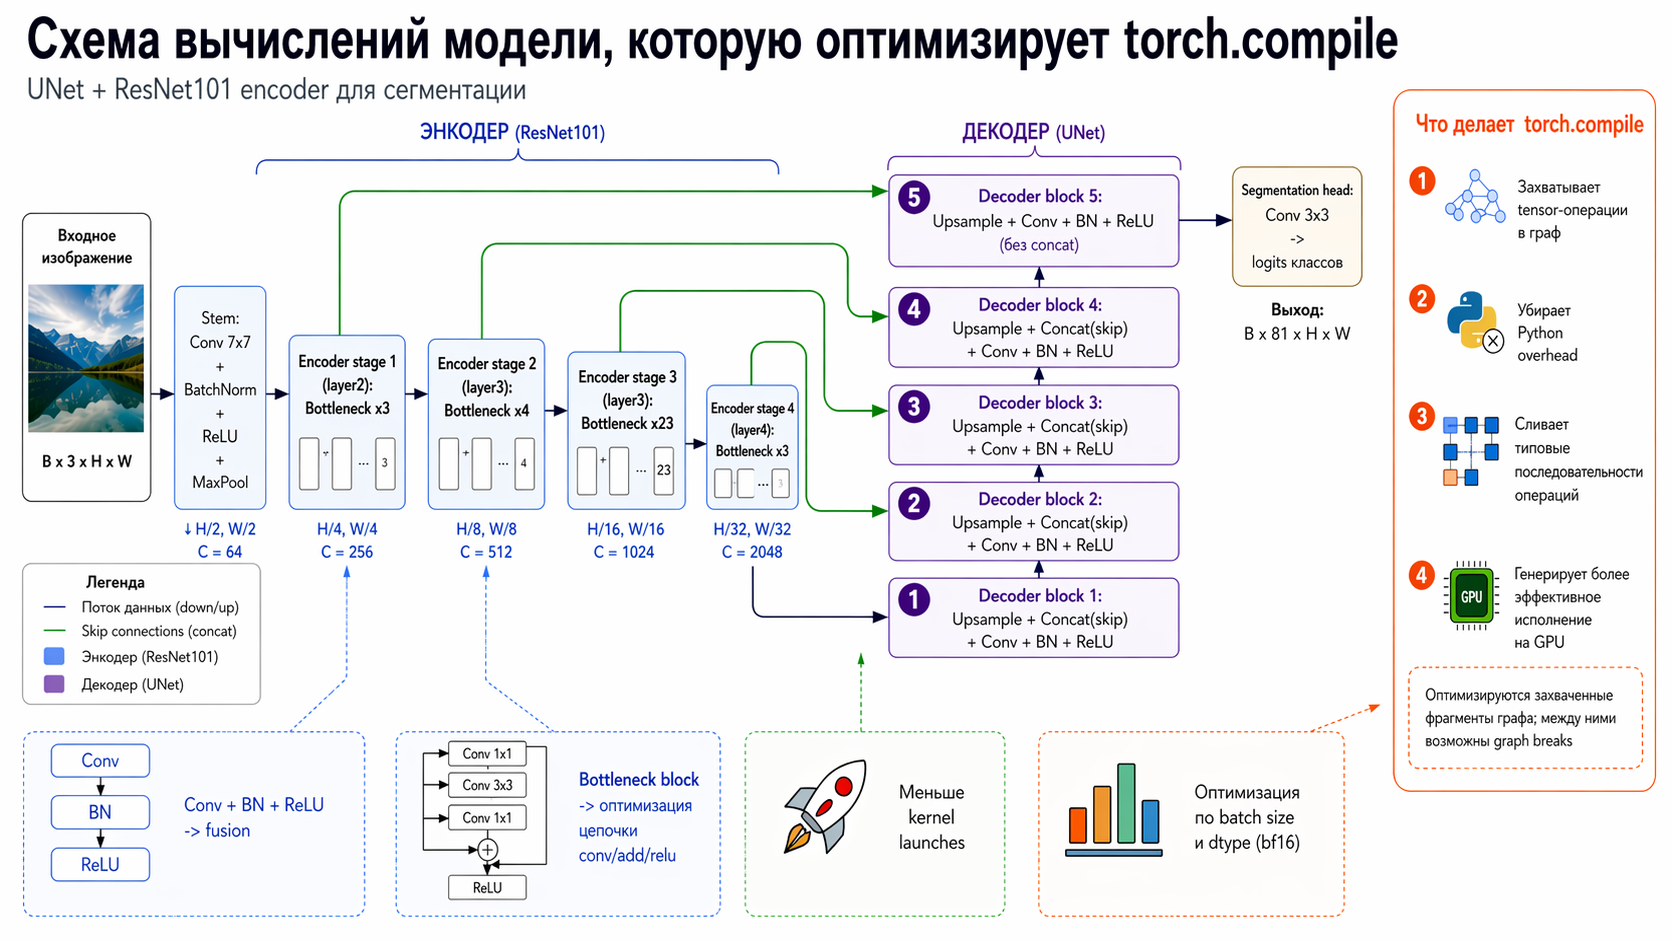 Схема вычислений модели, которую оптимизирует torch.compile
UNet + ResNet101 encoder для сегментации
ЭНКОДЕР (ResNet101)
ДЕКОДЕР (UNet)
Входное
изображение
B x 3 x H x W
Stem:
Conv 7x7
+
BatchNorm
+
ReLU
+
MaxPool
↓ H/2, W/2
C = 64
Encoder stage 1
(layer2):
Bottleneck x3
+
... 3
H/4, W/4
C = 256
Encoder stage 2
(layer3):
Bottleneck x4
+
... 4
H/8, W/8
C = 512
Encoder stage 3
(layer3):
Bottleneck x23
+
... 23
H/16, W/16
C = 1024
Encoder stage 4
(layer4):
Bottleneck x3
... 3
H/32, W/32
C = 2048
5
Decoder block 5:
Upsample + Conv + BN + ReLU
(без concat)
4
Decoder block 4:
Upsample + Concat(skip)
+ Conv + BN + ReLU
3
Decoder block 3:
Upsample + Concat(skip)
+ Conv + BN + ReLU
2
Decoder block 2:
Upsample + Concat(skip)
+ Conv + BN + ReLU
1
Decoder block 1:
Upsample + Concat(skip)
+ Conv + BN + ReLU
Segmentation head:
Conv 3x3
->
logits классов
Выход:
B x 81 x H x W
Что делает torch.compile
1
Захватывает
tensor-операции
в граф
2
Убирает
Python
overhead
3
Сливает
типовые
последовательности
операций
4
GPU
Генерирует более
эффективное
исполнение
на GPU
Оптимизируются захваченные
фрагменты графа; между ними
возможны graph breaks
Легенда
Поток данных (down/up)
Skip connections (concat)
Энкодер (ResNet101)
Декодер (UNet)
Conv
BN
ReLU
Conv + BN + ReLU
-> fusion
Conv 1x1
Conv 3x3
Conv 1x1
+
ReLU
Bottleneck block
-> оптимизация
цепочки
conv/add/relu
Меньше
kernel
launches
Оптимизация
по batch size
и dtype (bf16)